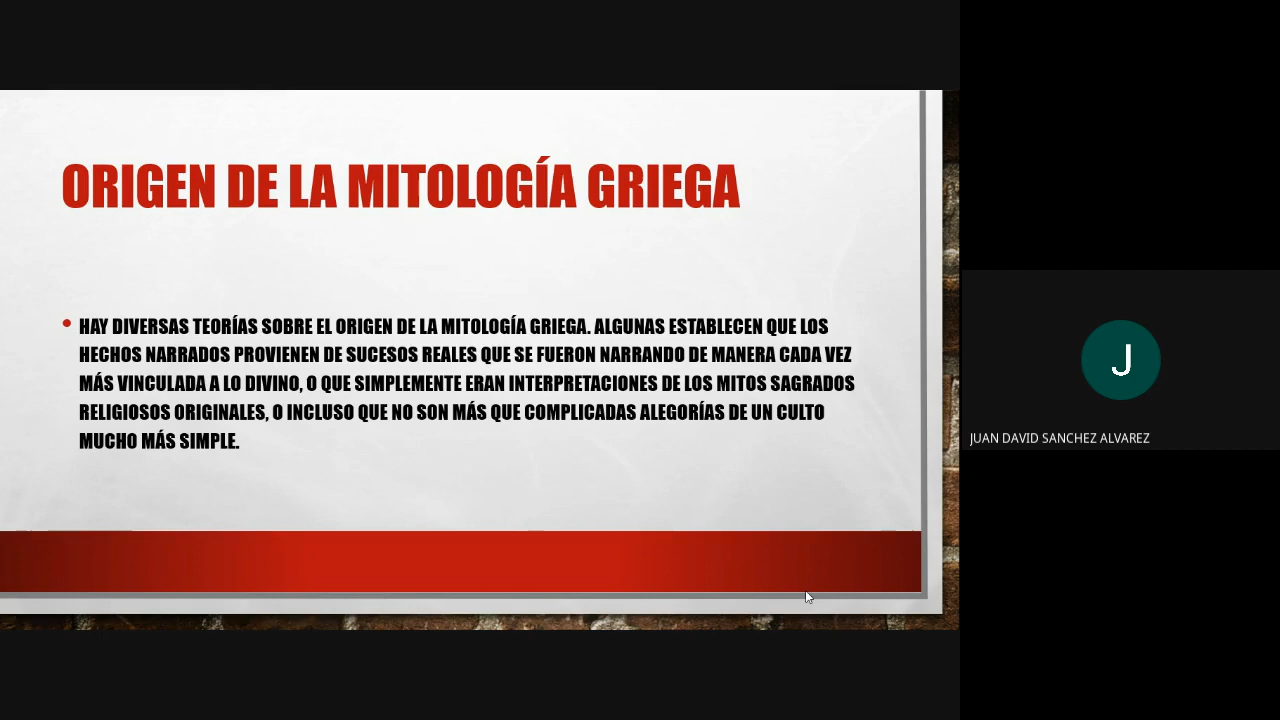 ORIGEN DE LA MITOLOGÍA GRIEGA
• HAY DIVERSAS TEORÍAS SOBRE EL ORIGEN DE LA MITOLOGÍA GRIEGA. ALGUNAS ESTABLECEN QUE LOS
HECHOS NARRADOS PROVIENEN DE SUCESOS REALES QUE SE FUERON NARRANDO DE MANERA CADA VEZ
MÁS VINCULADA A LO DIVINO, O QUE SIMPLEMENTE ERAN INTERPRETACIONES DE LOS MITOS SAGRADOS
RELIGIOSOS ORIGINALES, O INCLUSO QUE NO SON MÁS QUE COMPLICADAS ALEGORÍAS DE UN CULTO
MUCHO MÁS SIMPLE.
J
JUAN DAVID SANCHEZ ALVAREZ